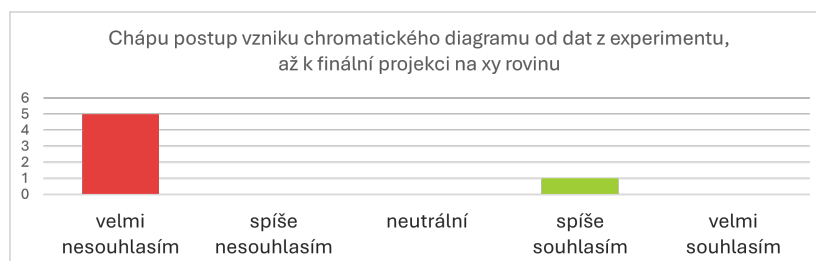 Chápu postup vzniku chromatického diagramu od dat z experimentu,
až k finální projekci na xy rovinu
6
5
4
3
2
1
0
velmi nesouhlasím
spíše nesouhlasím
neutrální
spíše souhlasím
velmi souhlasím